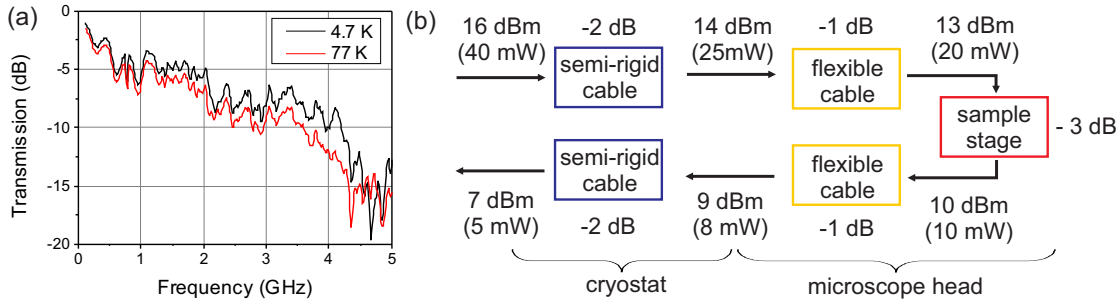 (a)
0
-5
-10
-15
-20
Transmission (dB)
4.7 K
77 K
0 1 2 3 4 5
Frequency (GHz)
(b)
16 dBm
(40 mW)
-2 dB
semi-rigid
cable
14 dBm
(25mW)
-1 dB
flexible
cable
13 dBm
(20 mW)
sample
stage
- 3 dB
semi-rigid
cable
flexible
cable
7 dBm
(5 mW)
-2 dB
9 dBm
(8 mW)
-1 dB
10 dBm
(10 mW)
cryostat
microscope head